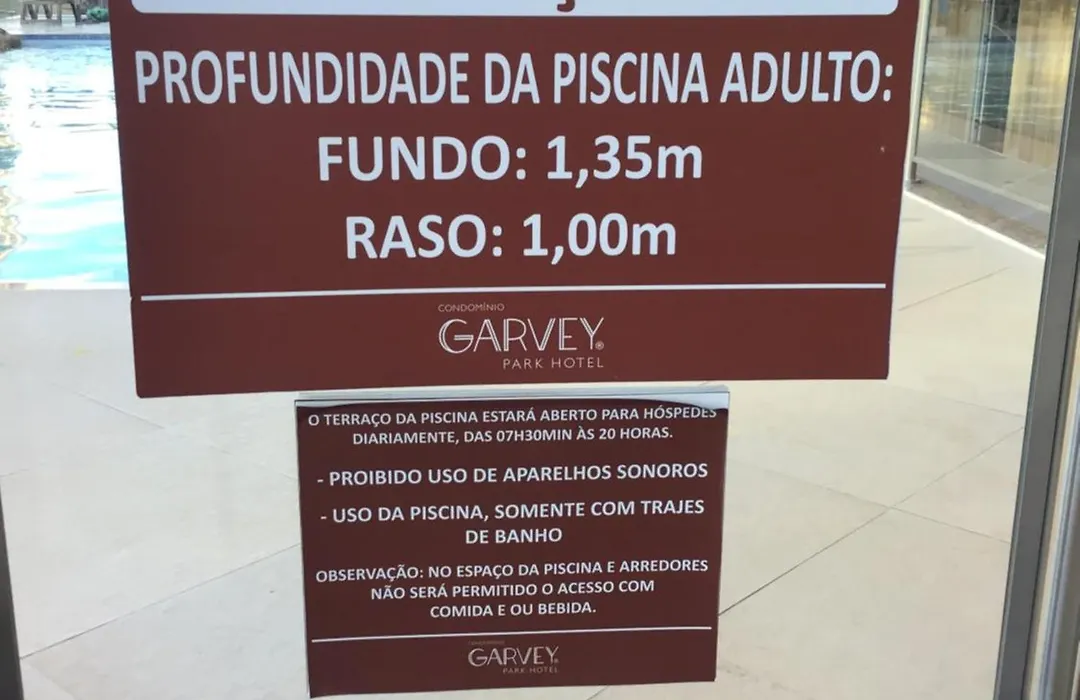 PROFUNDIDADE DA PISCINA ADULTO:
FUNDO: 1,35m
RASO: 1,00m
CONDOMÍNIO
GARVEY®
PARK HOTEL
O TERRAÇO DA PISCINA ESTARÁ ABERTO PARA HÓSPEDES
DIARIAMENTE, DAS 07H30MIN ÀS 20 HORAS.
- PROIBIDO USO DE APARELHOS SONOROS
- USO DA PISCINA, SOMENTE COM TRAJES
DE BANHO
OBSERVAÇÃO: NO ESPAÇO DA PISCINA E ARREDORES
NÃO SERÁ PERMITIDO O ACESSO COM
COMIDA E OU BEBIDA.
CONDOMÍNIO
GARVEY®
PARK HOTEL